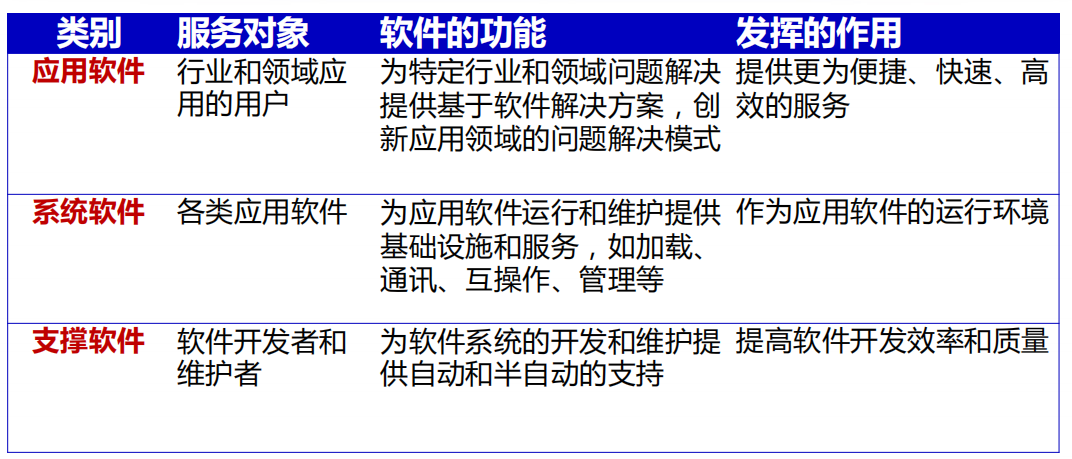 类别 服务对象 软件的功能 发挥的作用
应用软件 行业和领域应用的用户 为特定行业和领域问题解决提供基于软件解决方案，创新应用领域的问题解决模式 提供更为便捷、快速、高效的服务
系统软件 各类应用软件 为应用软件运行和维护提供基础设施和服务，如加载、通讯、互操作、管理等 作为应用软件的运行环境
支撑软件 软件开发者和维护者 为软件系统的开发和维护提供自动和半自动的支持 提高软件开发效率和质量